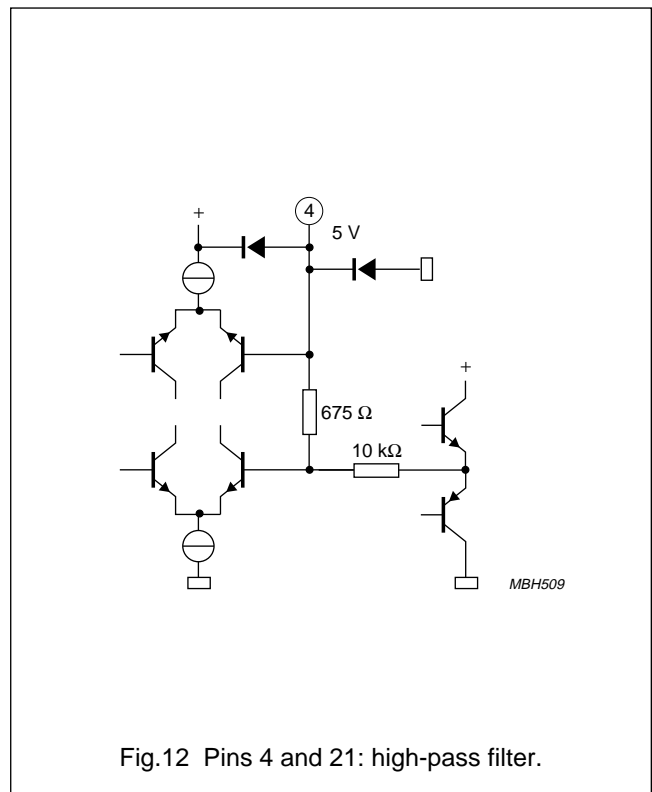 +
4
5 V
+
675 Ω
10 kΩ
MBH509
Fig.12 Pins 4 and 21: high-pass filter.